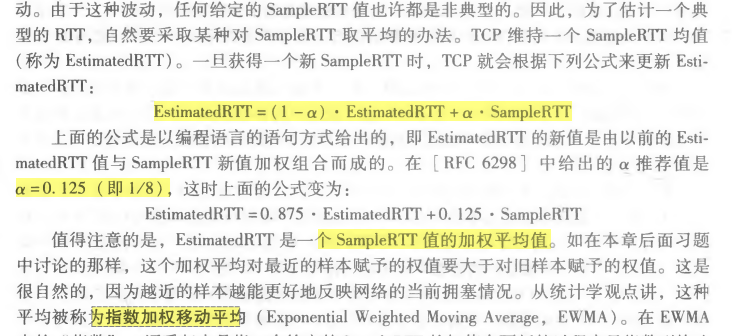 动。由于这种波动，任何给定的 SampleRTT 值也许都是非典型的。因此，为了估计一个典
型的 RTT，自然要采取某种对 SampleRTT 取平均的办法。TCP 维持一个 SampleRTT 均值
(称为 EstimatedRTT)。一旦获得一个新 SampleRTT 时，TCP 就会根据下列公式来更新 Esti-
matedRTT：
EstimatedRTT = (1 - α) · EstimatedRTT + α · SampleRTT
上面的公式是以编程语言的语句方式给出的，即 EstimatedRTT 的新值是由以前的 Esti-
matedRTT 值与 SampleRTT 新值加权组合而成的。在 [RFC 6298] 中给出的 α 推荐值是
α = 0.125 (即 1/8)，这时上面的公式变为：
EstimatedRTT = 0.875 · EstimatedRTT + 0.125 · SampleRTT
值得注意的是，EstimatedRTT 是一个 SampleRTT 值的加权平均值。如在本章后面习题
中讨论的那样，这个加权平均对最近的样本赋予的权值要大于对旧样本赋予的权值。这是
很自然的，因为越近的样本越能更好地反映网络的当前拥塞情况。从统计学观点讲，这种
平均被称为指数加权移动平均 (Exponential Weighted Moving Average，EWMA)。在 EWMA